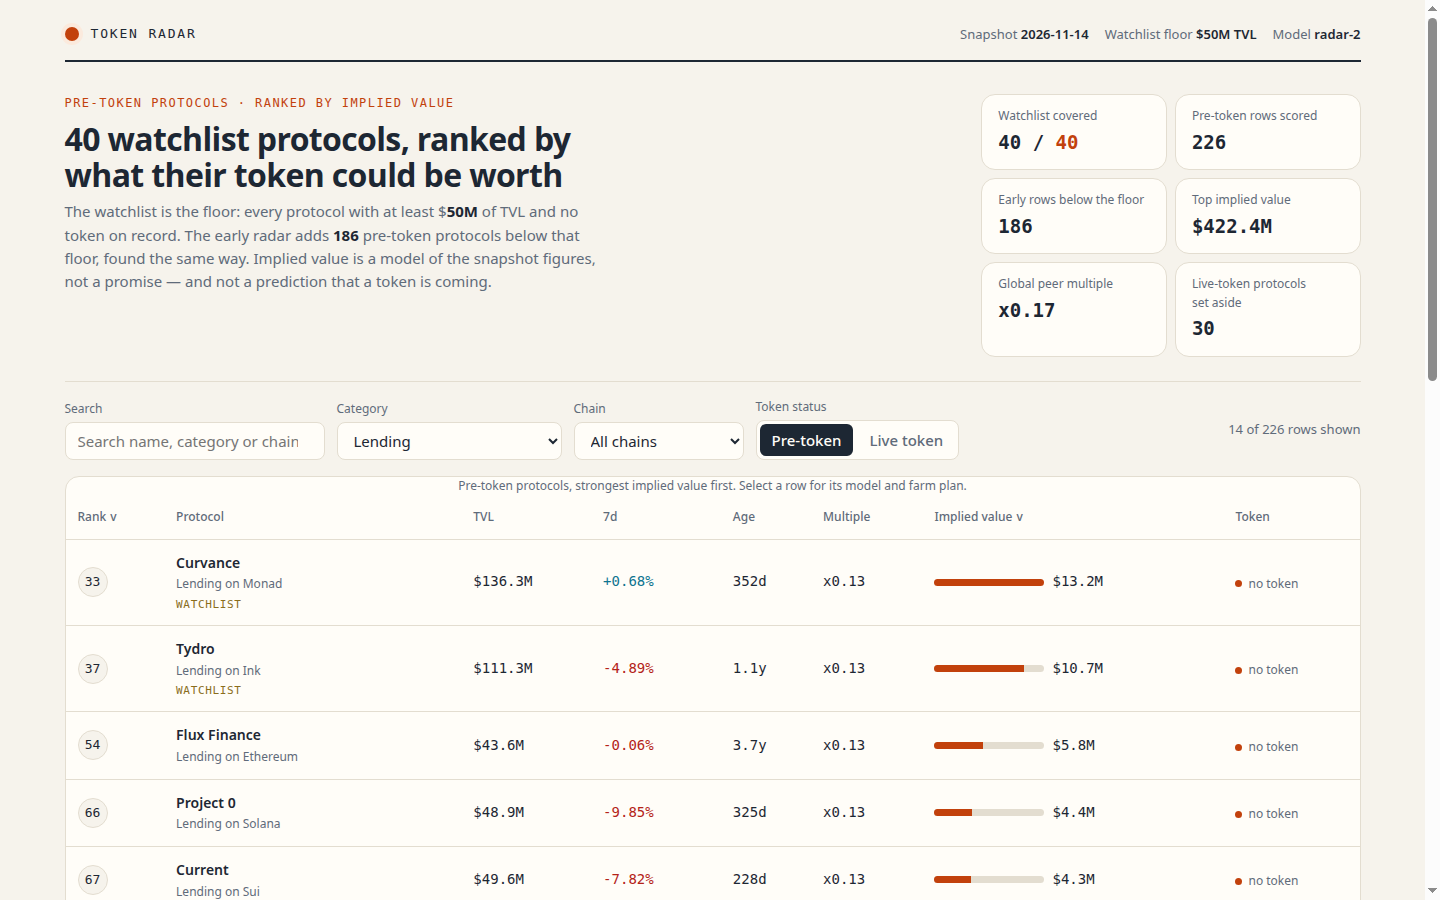 TOKEN RADAR
Snapshot 2026-11-14 Watchlist floor $50M TVL Model radar-2
PRE-TOKEN PROTOCOLS · RANKED BY IMPLIED VALUE
40 watchlist protocols, ranked by
what their token could be worth
The watchlist is the floor: every protocol with at least $50M of TVL and no
token on record. The early radar adds 186 pre-token protocols below that
floor, found the same way. Implied value is a model of the snapshot figures,
not a promise — and not a prediction that a token is coming.
Watchlist covered
40 / 40
Pre-token rows scored
226
Early rows below the floor
186
Top implied value
$422.4M
Global peer multiple
x0.17
Live-token protocols
set aside
30
Search
Search name, category or chain
Category
Lending
Chain
All chains
Token status
Pre-token Live token
14 of 226 rows shown
Pre-token protocols, strongest implied value first. Select a row for its model and farm plan.
Rank v Protocol TVL 7d Age Multiple Implied value v Token
33 Curvance $136.3M +0.68% 352d x0.13 $13.2M no token
Lending on Monad
WATCHLIST
37 Tydro $111.3M -4.89% 1.1y x0.13 $10.7M no token
Lending on Ink
WATCHLIST
54 Flux Finance $43.6M -0.06% 3.7y x0.13 $5.8M no token
Lending on Ethereum
66 Project 0 $48.9M -9.85% 325d x0.13 $4.4M no token
Lending on Solana
67 Current $49.6M -7.82% 228d x0.13 $4.3M no token
Lending on Sui